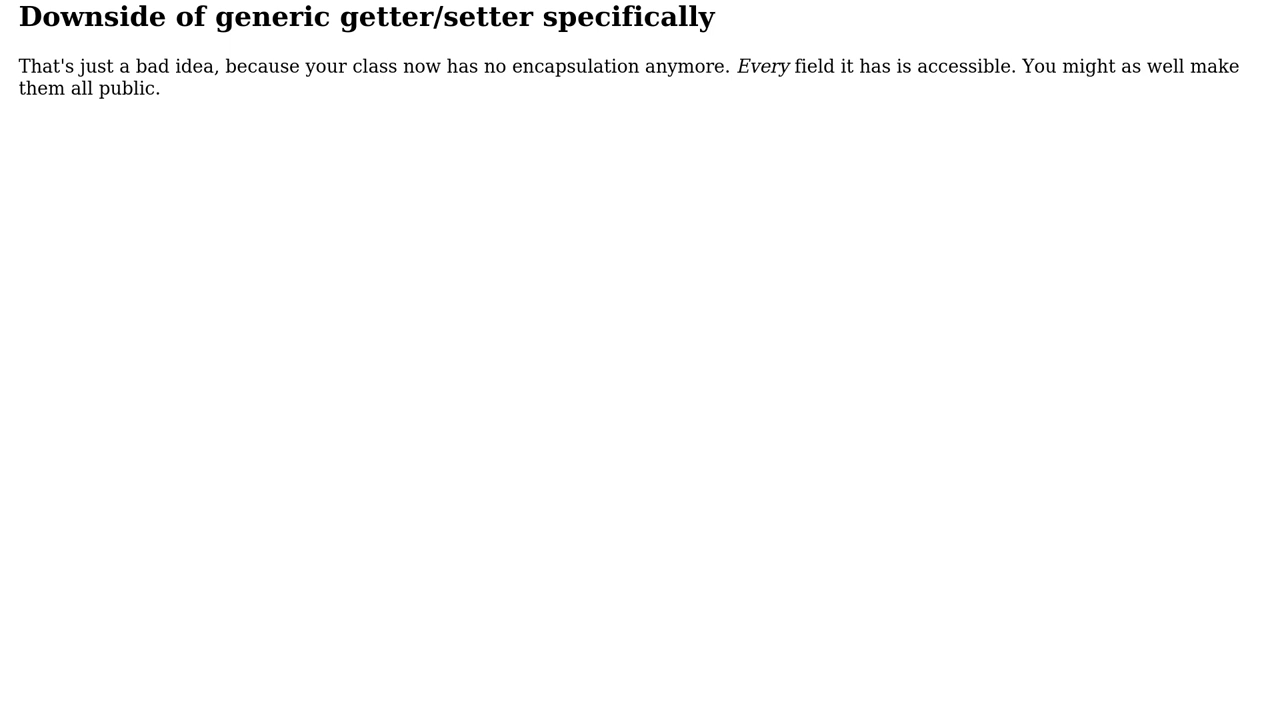 Downside of generic getter/setter specifically
That's just a bad idea, because your class now has no encapsulation anymore. Every field it has is accessible. You might as well make
them all public.